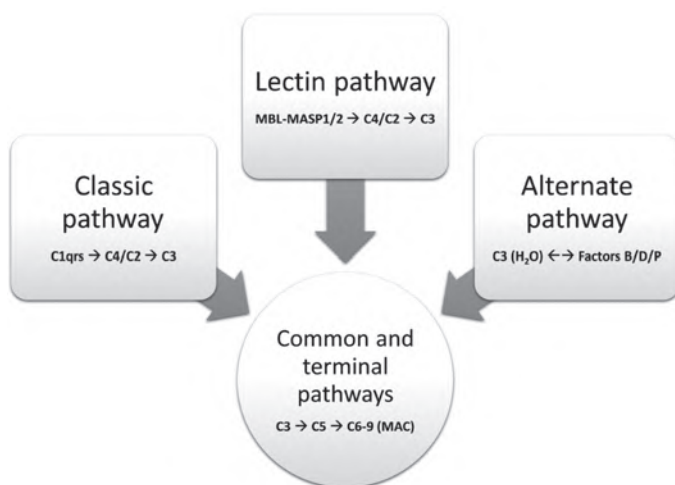 Lectin pathway
MBL-MASP1/2 → C4/C2 → C3
Classic
pathway
C1qrs → C4/C2 → C3
Alternate
pathway
C3 (H₂O) ←→ Factors B/D/P
Common and
terminal
pathways
C3 → C5 → C6-9 (MAC)